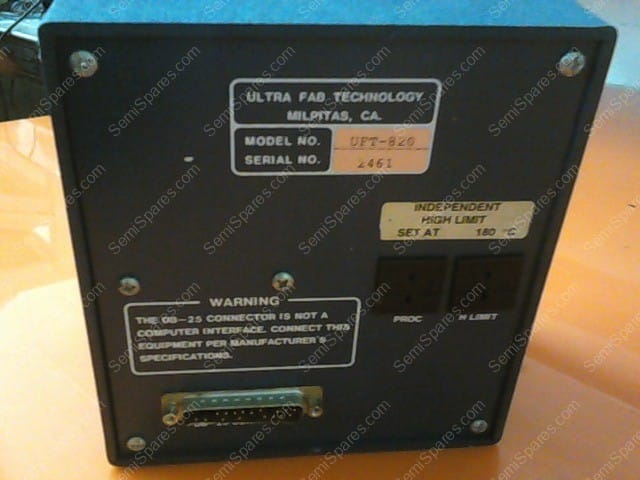 ULTRA FAB TECHNOLOGY
MILPITAS, CA.
MODEL NO. UFT-820
SERIAL NO. 2461
INDEPENDENT
HIGH LIMIT
SET AT 180 °C
PROC H LIMIT
WARNING
THE DB-25 CONNECTOR IS NOT A
COMPUTER INTERFACE. CONNECT THIS
EQUIPMENT PER MANUFACTURER'S
SPECIFICATIONS.
SemiSpares.com